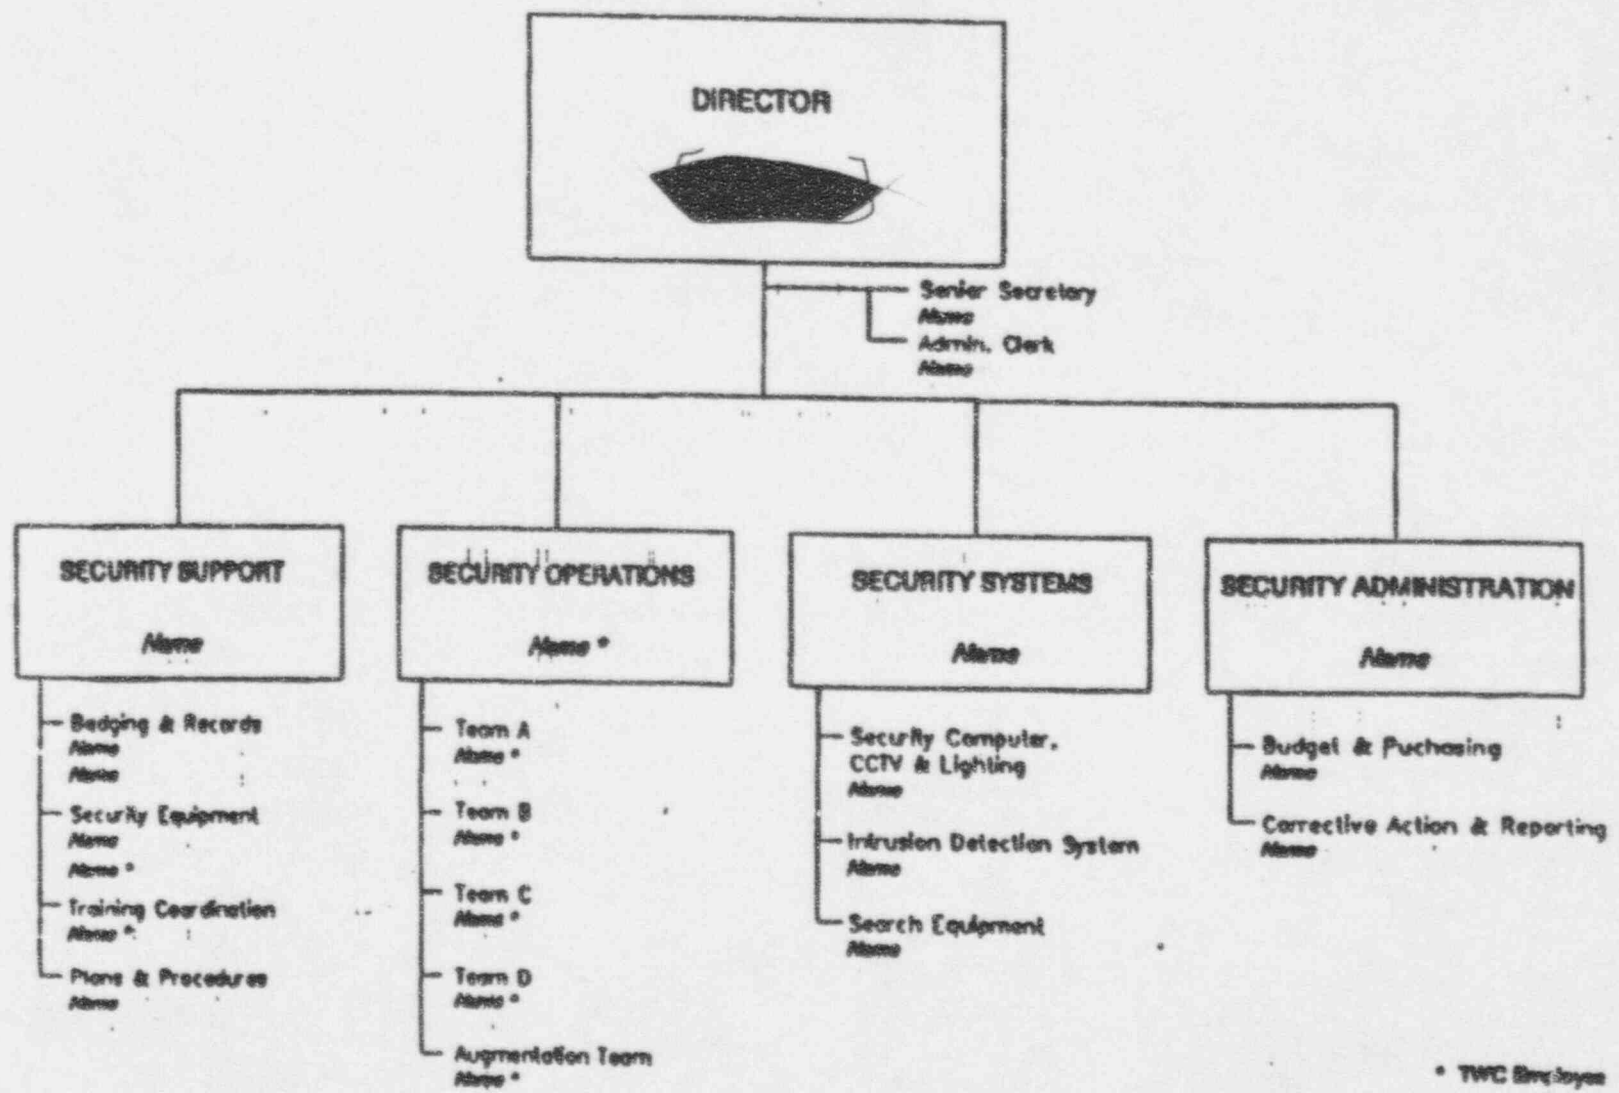 DIRECTOR
Senior Secretary
Name
Admin. Clerk
Name
SECURITY SUPPORT
Name
Badging & Records
Name
Name
Security Equipment
Name
Name *
Training Coordination
Name *
Plans & Procedures
Name
SECURITY OPERATIONS
Name *
Team A
Name *
Team B
Name *
Team C
Name *
Team D
Name *
Augmentation Team
Name *
SECURITY SYSTEMS
Name
Security Computer,
CCTV & Lighting
Name
Intrusion Detection System
Name
Search Equipment
Name
SECURITY ADMINISTRATION
Name
Budget & Puchasing
Name
Corrective Action & Reporting
Name
* TWC Employee